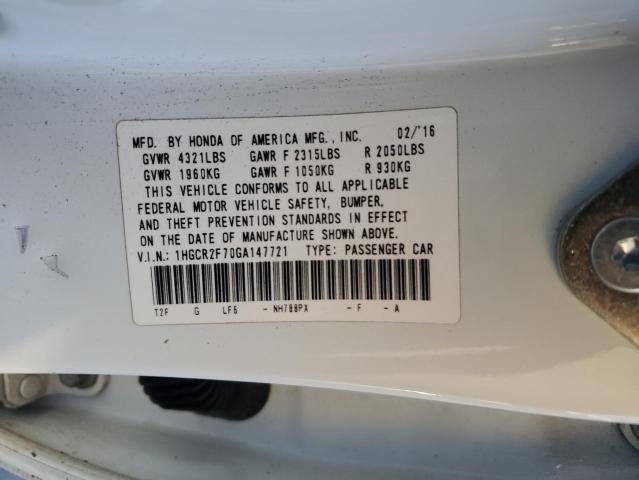 MFD. BY HONDA OF AMERICA MFG., INC. 02/'16
GVWR 4321LBS GAWR F 2315LBS R 2050LBS
GVWR 1960KG GAWR F 1050KG R 930KG
THIS VEHICLE CONFORMS TO ALL APPLICABLE
FEDERAL MOTOR VEHICLE SAFETY, BUMPER,
AND THEFT PREVENTION STANDARDS IN EFFECT
ON THE DATE OF MANUFACTURE SHOWN ABOVE.
V.I.N.: 1HGCR2F70GA147721 TYPE: PASSENGER CAR
T2F G LF6 -NH788PX -F -A